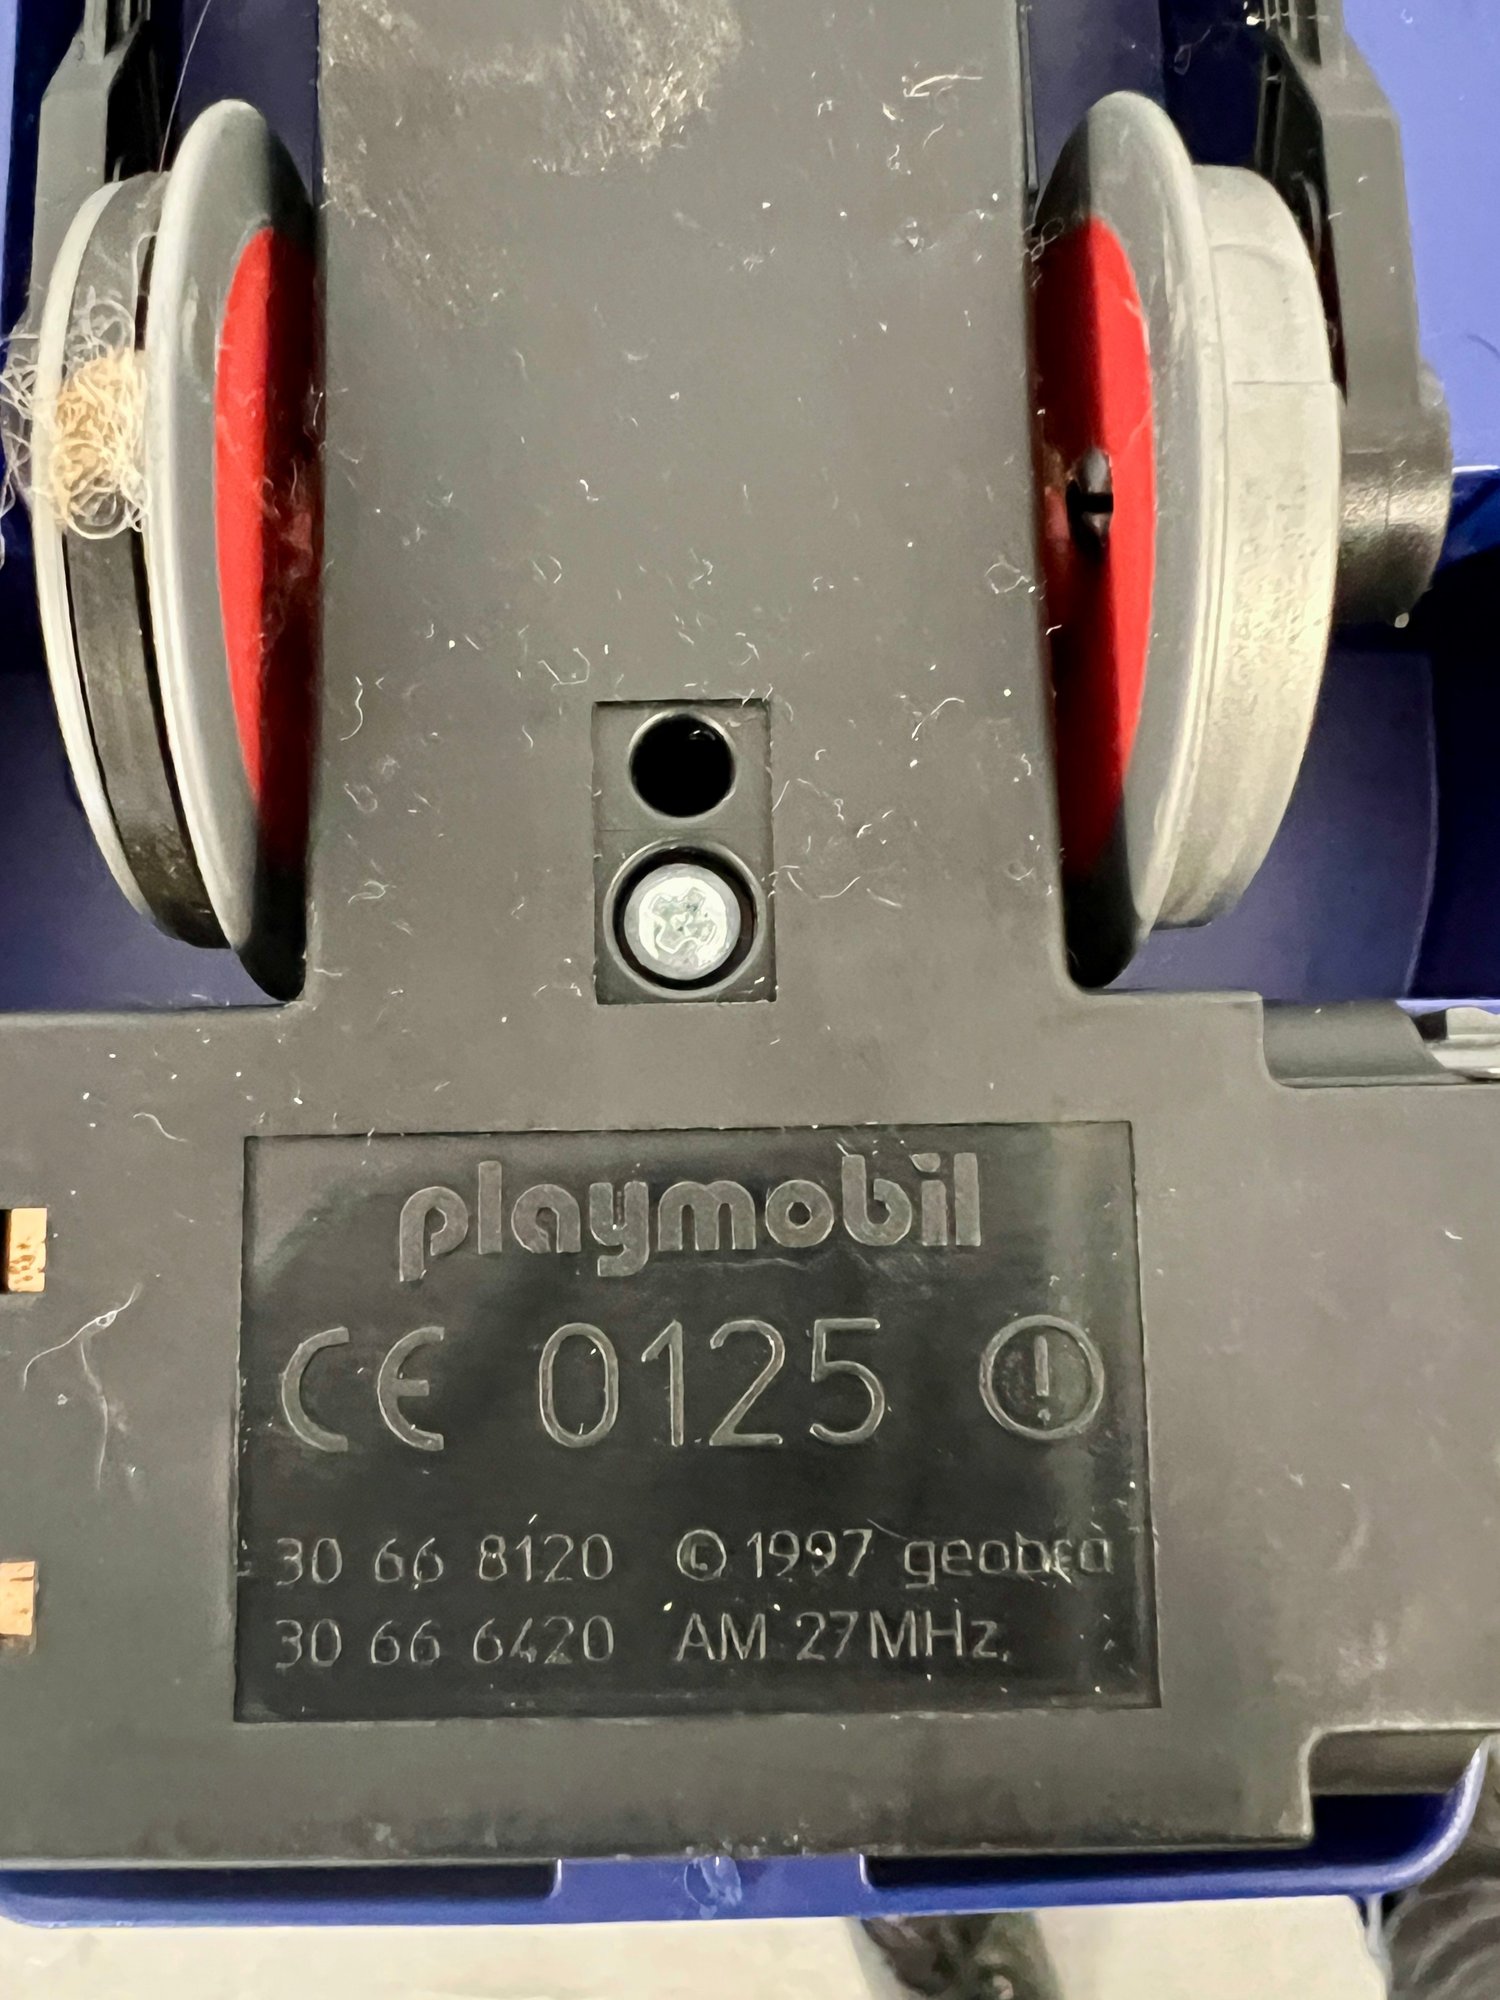 playmobil
CE 0125 !
30 66 8120 © 1997 geobra
30 66 6420 AM 27MHz.